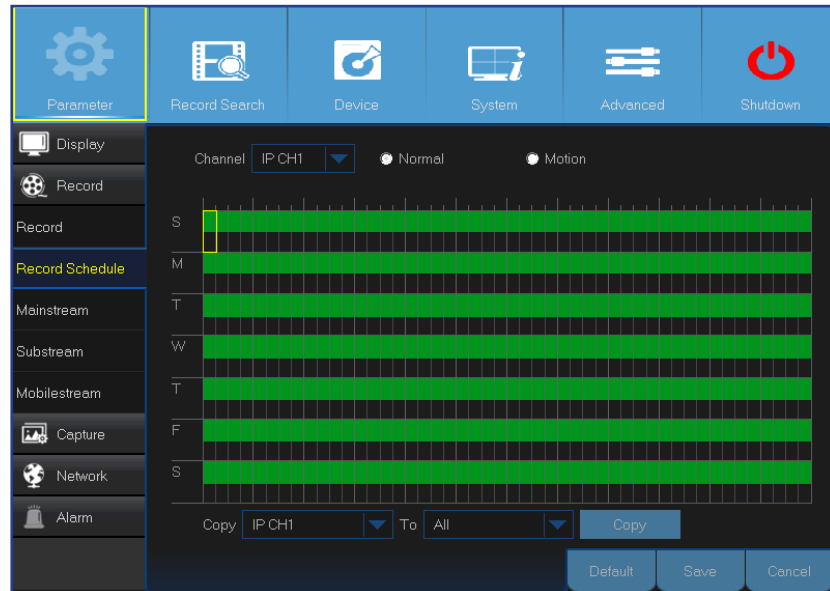 Parameter
Record Search
Device
System
Advanced
Shutdown
Display
Record
Record
Record Schedule
Mainstream
Substream
Mobilestream
Capture
Network
Alarm
Channel IP CH1 Normal Motion
S
M
T
W
T
F
S
Copy IP CH1 To All Copy
Default Save Cancel